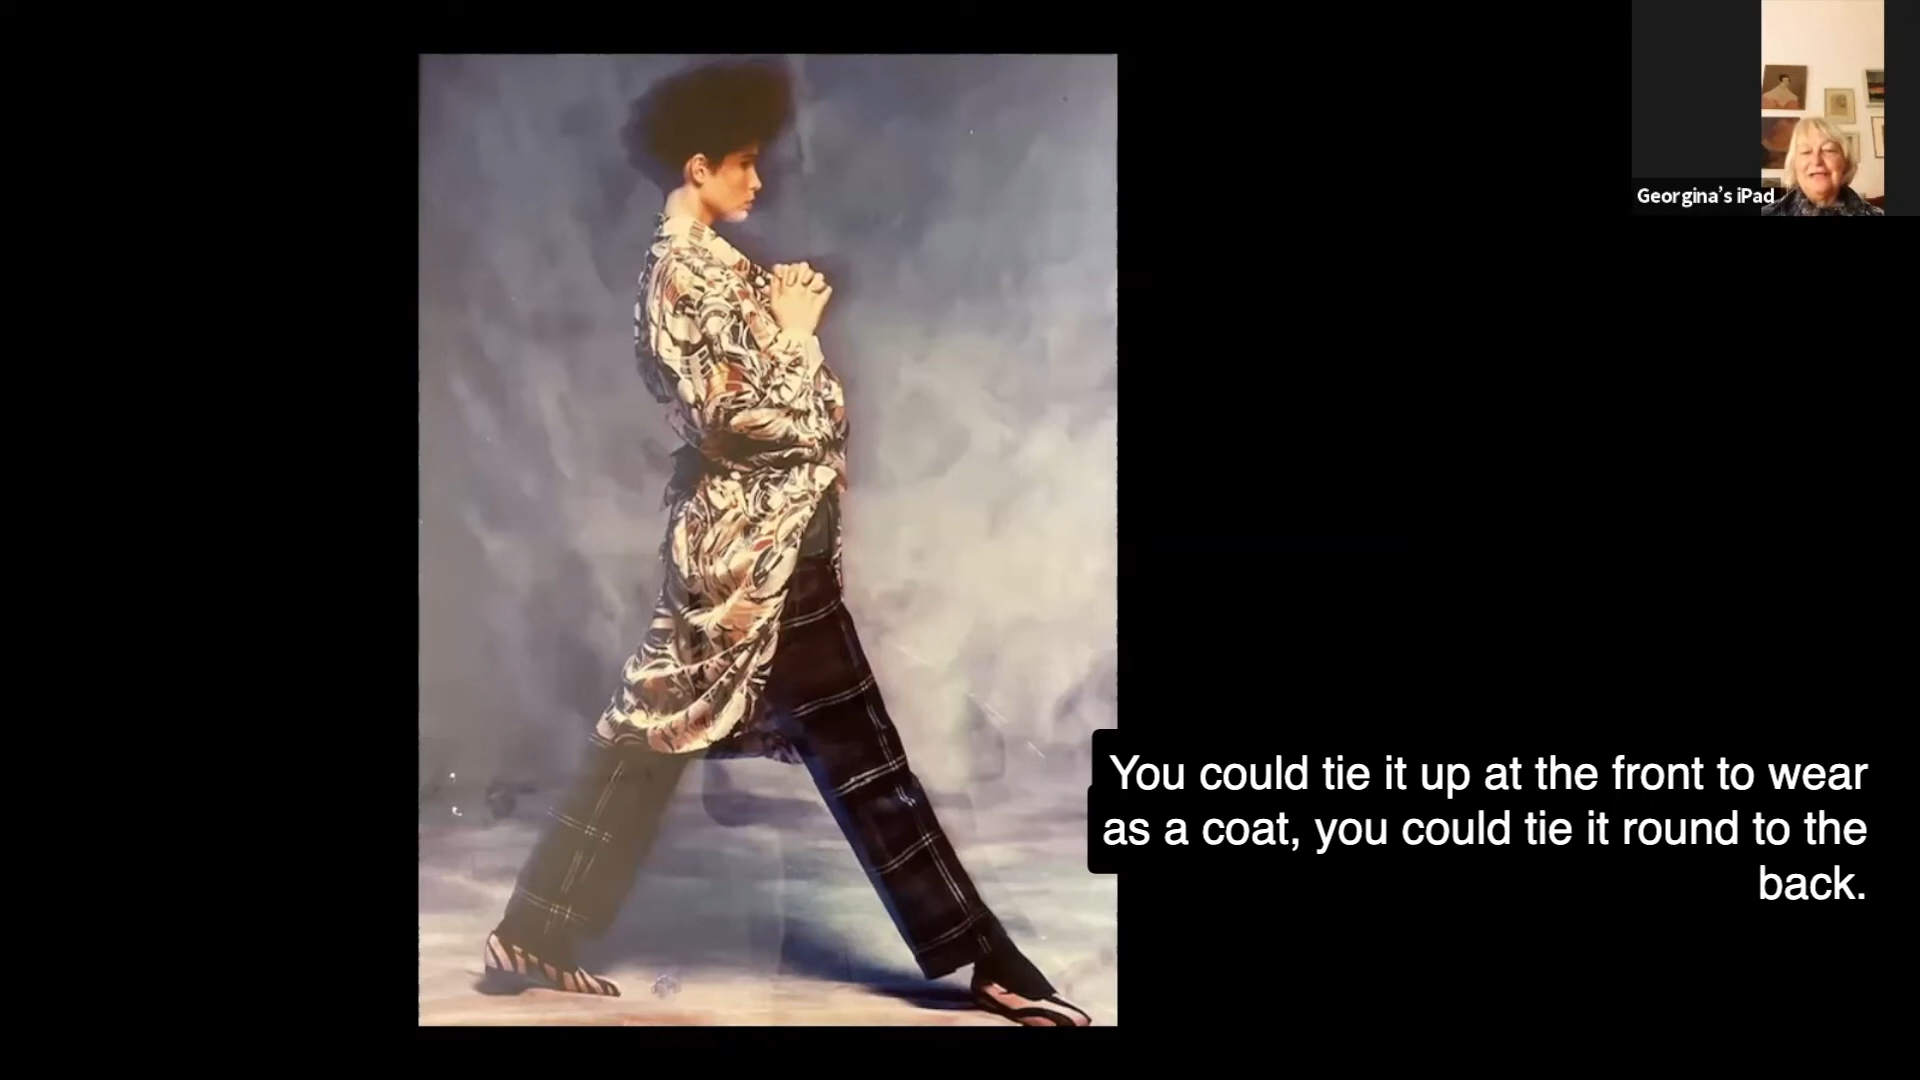 Georgina's iPad
You could tie it up at the front to wear
as a coat, you could tie it round to the
back.